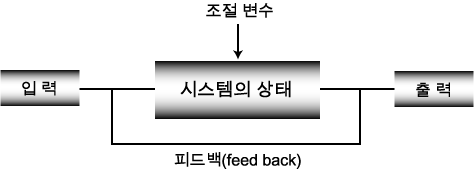 조절 변수
입 력
시스템의 상태
출 력
피드백(feed back)